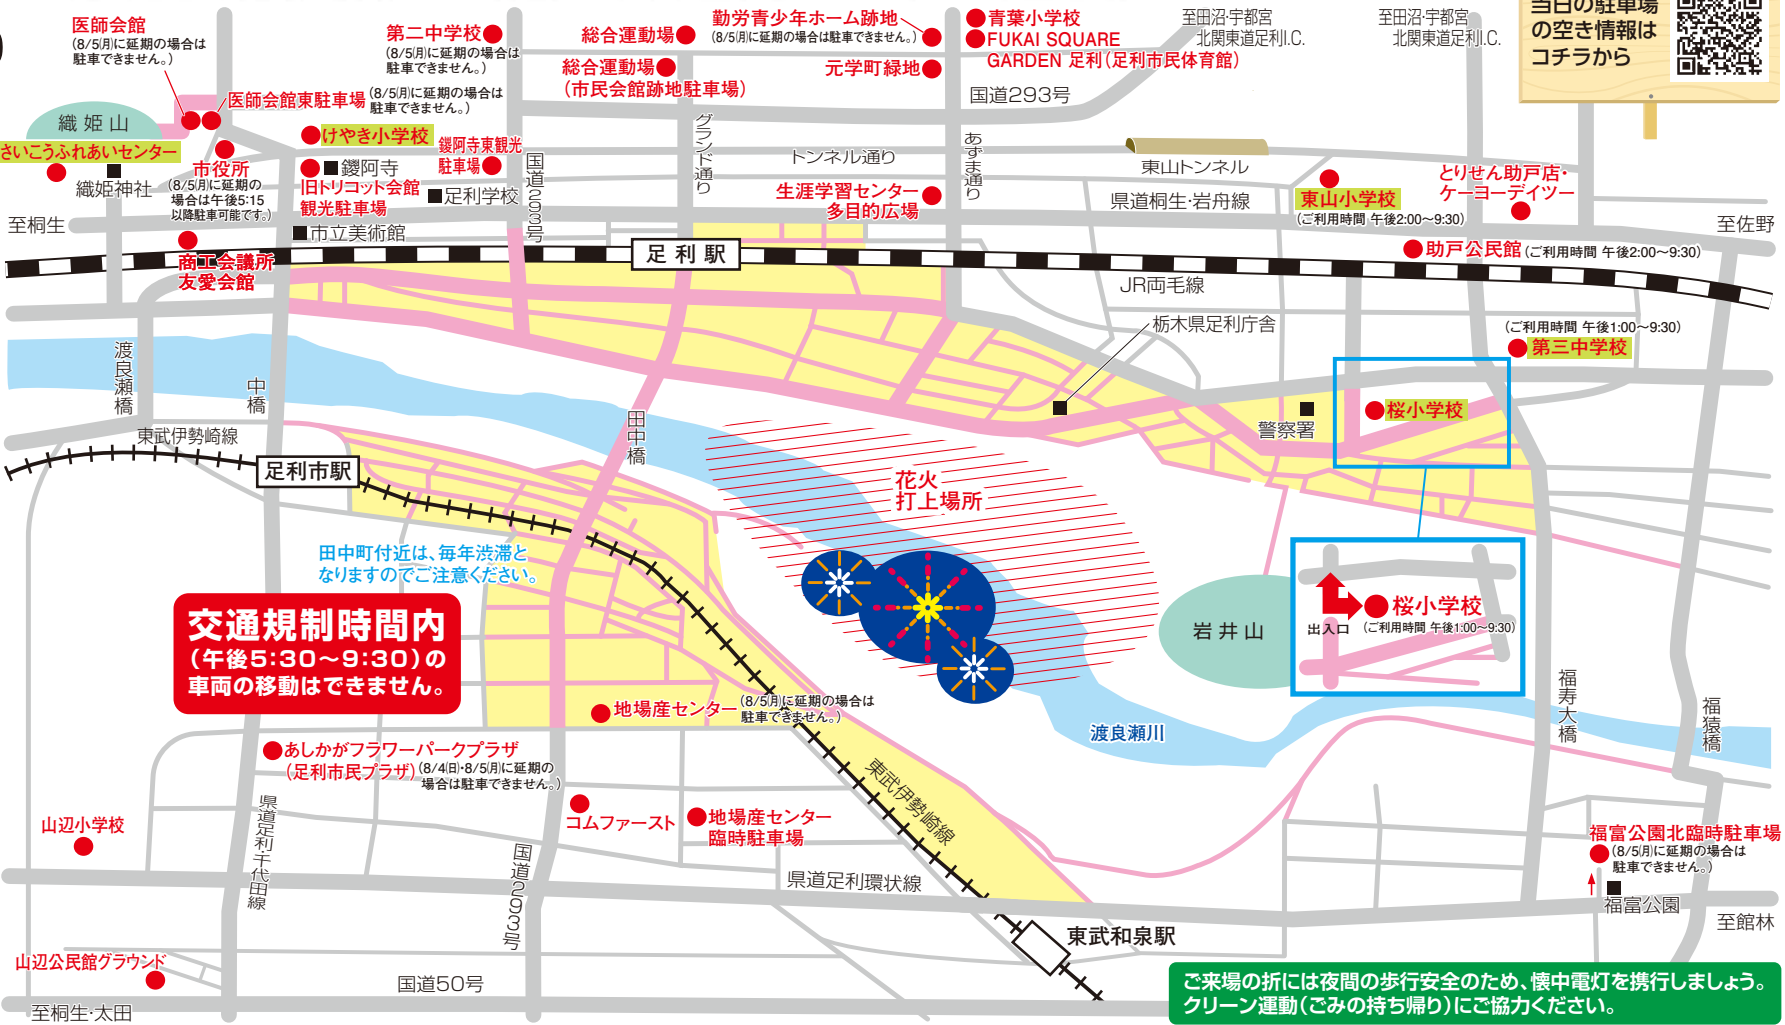 医師会館
(8/5㈪に延期の場合は
駐車できません。)
第二中学校
(8/5㈪に延期の場合は
駐車できません。)
総合運動場
勤労青少年ホーム跡地
(8/5㈪に延期の場合は駐車できません。)
青葉小学校
FUKAI SQUARE
GARDEN 足利(足利市民体育館)
至田沼・宇都宮
北関東道足利I.C.
至田沼・宇都宮
北関東道足利I.C.
当日の駐車場
の空き情報は
コチラから
総合運動場
(市民会館跡地駐車場)
元学町緑地
国道293号
医師会館東駐車場
(8/5㈪に延期の場合は
駐車できません。)
織姫山
さいこうふれあいセンター
織姫神社
市役所
(8/5㈪に延期の
場合は午後5:15
以降駐車可能です。)
けやき小学校
鑁阿寺
旧トリコット会館
観光駐車場
鑁阿寺東観光
駐車場
足利学校
国道293号
グランド通り
トンネル通り
あずま通り
生涯学習センター
多目的広場
東山トンネル
県道桐生・岩舟線
東山小学校
(ご利用時間 午後2:00〜9:30)
とりせん助戸店・
ケーヨーデイツー
至桐生
市立美術館
至佐野
商工会議所
友愛会館
足利駅
助戸公民館(ご利用時間 午後2:00〜9:30)
JR両毛線
栃木県足利庁舎
(ご利用時間 午後1:00〜9:30)
第三中学校
渡良瀬橋
中橋
田中橋
桜小学校
警察署
東武伊勢崎線
足利市駅
花火
打上場所
田中町付近は、毎年渋滞と
なりますのでご注意ください。
交通規制時間内
(午後5:30〜9:30)の
車両の移動はできません。
岩井山
桜小学校
出入口
(ご利用時間 午後1:00〜9:30)
地場産センター
(8/5㈪に延期の場合は
駐車できません。)
渡良瀬川
福寿大橋
福猿橋
あしかがフラワーパークプラザ
(足利市民プラザ)
(8/4㈰・8/5㈪に延期の
場合は駐車できません。)
東武伊勢崎線
県道足利千代田線
コムファースト
地場産センター
臨時駐車場
山辺小学校
国道293号
県道足利環状線
福富公園北臨時駐車場
(8/5㈪に延期の場合は
駐車できません。)
福富公園
至館林
東武和泉駅
山辺公民館グラウンド
国道50号
至桐生・太田
ご来場の折には夜間の歩行安全のため、懐中電灯を携行しましょう。
クリーン運動(ごみの持ち帰り)にご協力ください。